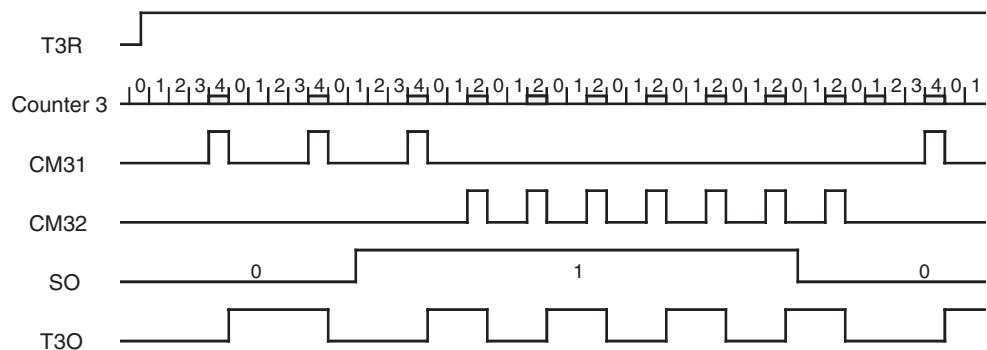 T3R
Counter 3 0 1 2 3 4 0 1 2 3 4 0 1 2 3 4 0 1 2 0 1 2 0 1 2 0 1 2 0 1 2 0 1 2 0 1 2 0 1 2 3 4 0 1
CM31
CM32
SO 0 1 0
T3O